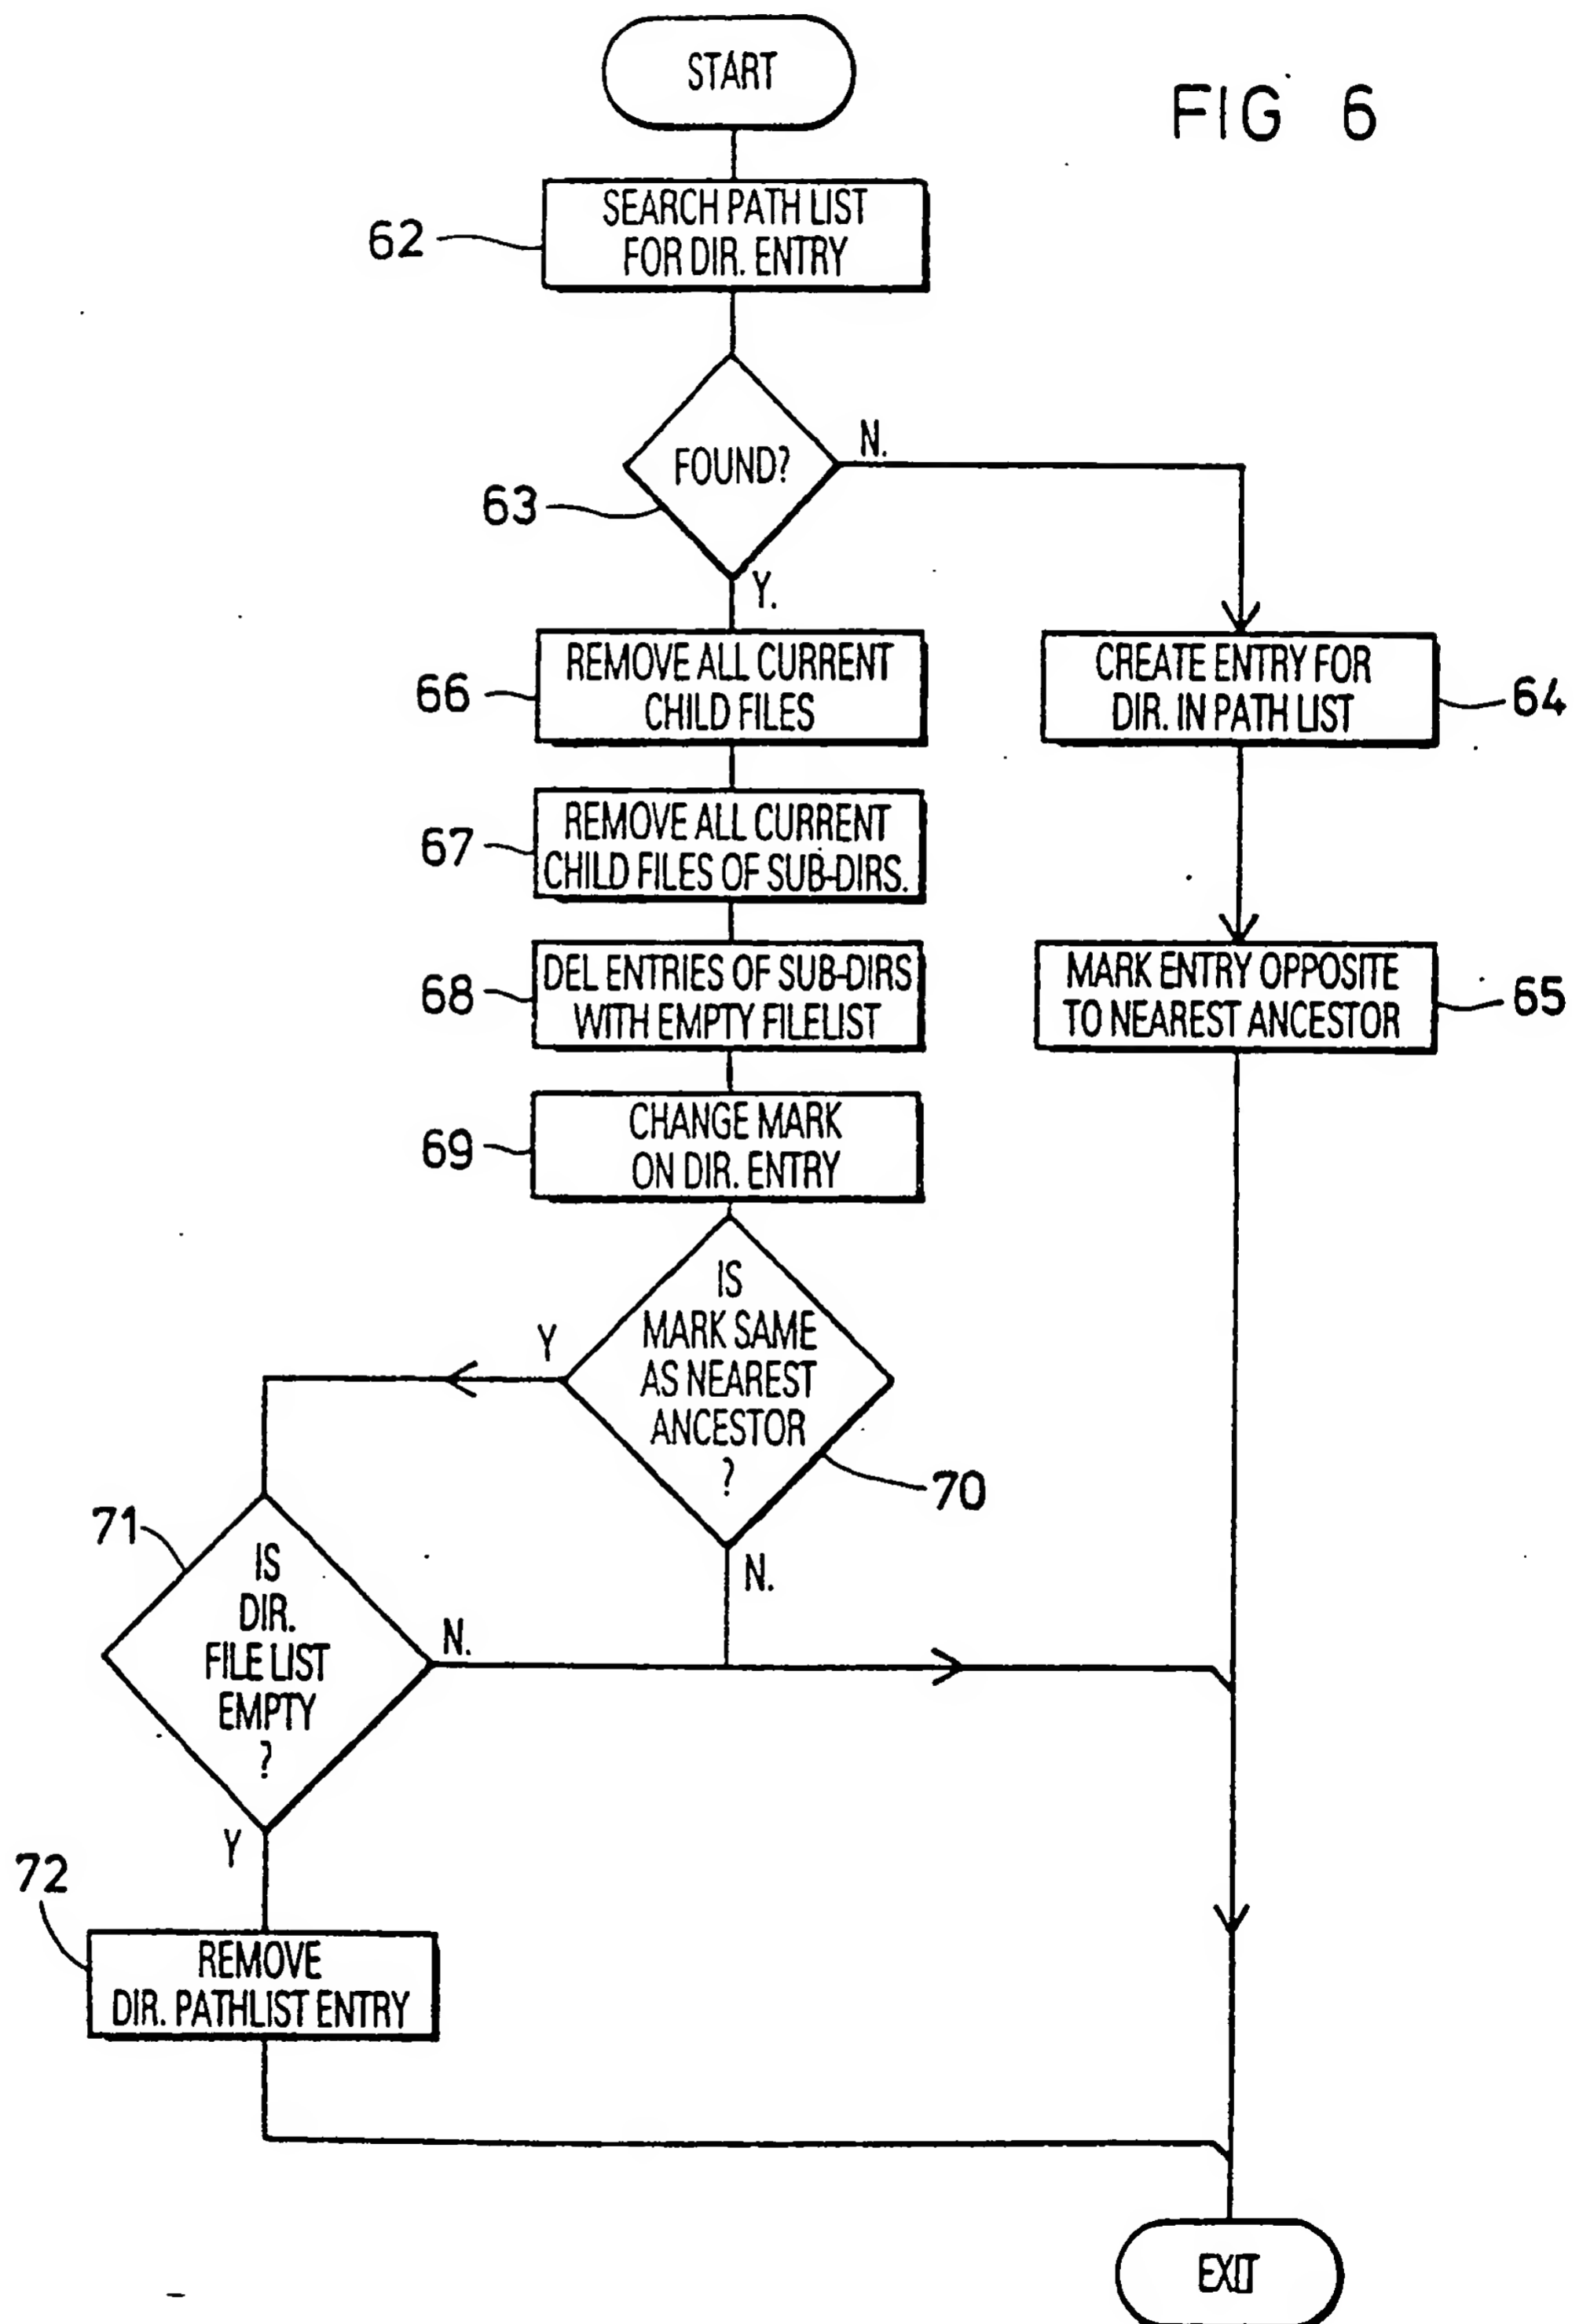 START
FIG 6
62
SEARCH PATH LIST
FOR DIR. ENTRY
FOUND?
N.
63
Y.
66
REMOVE ALL CURRENT
CHILD FILES
CREATE ENTRY FOR
DIR. IN PATH LIST
64
67
REMOVE ALL CURRENT
CHILD FILES OF SUB-DIRS.
68
DEL ENTRIES OF SUB-DIRS
WITH EMPTY FILELIST
MARK ENTRY OPPOSITE
TO NEAREST ANCESTOR
65
69
CHANGE MARK
ON DIR. ENTRY
IS
MARK SAME
AS NEAREST
ANCESTOR
?
Y
70
N.
71
IS
DIR.
FILE LIST
EMPTY
?
N.
Y
72
REMOVE
DIR. PATHLIST ENTRY
EXIT